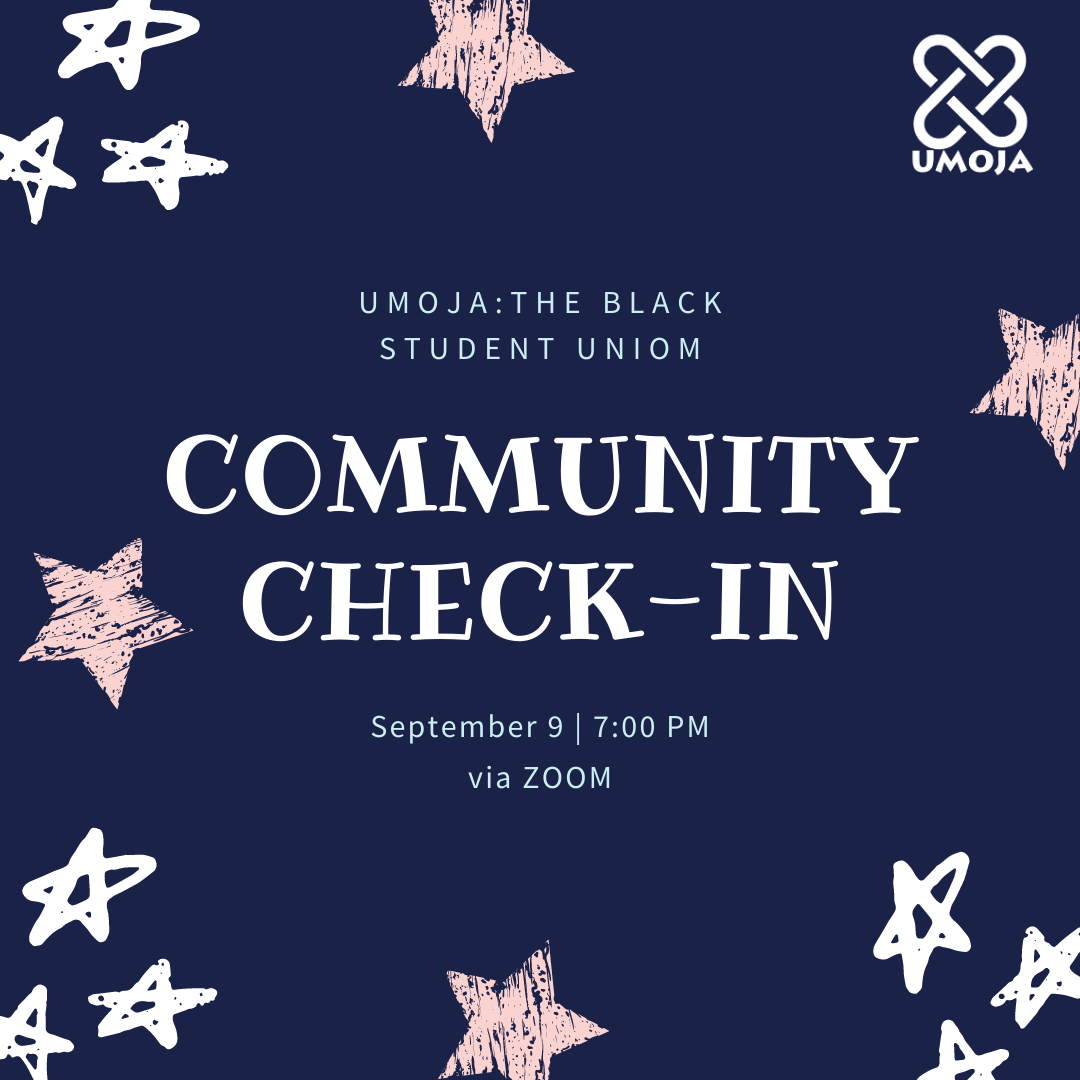 UMOJA
UMOJA:THE BLACK
STUDENT UNIOM
COMMUNITY
CHECK-IN
September 9 | 7:00 PM
via ZOOM